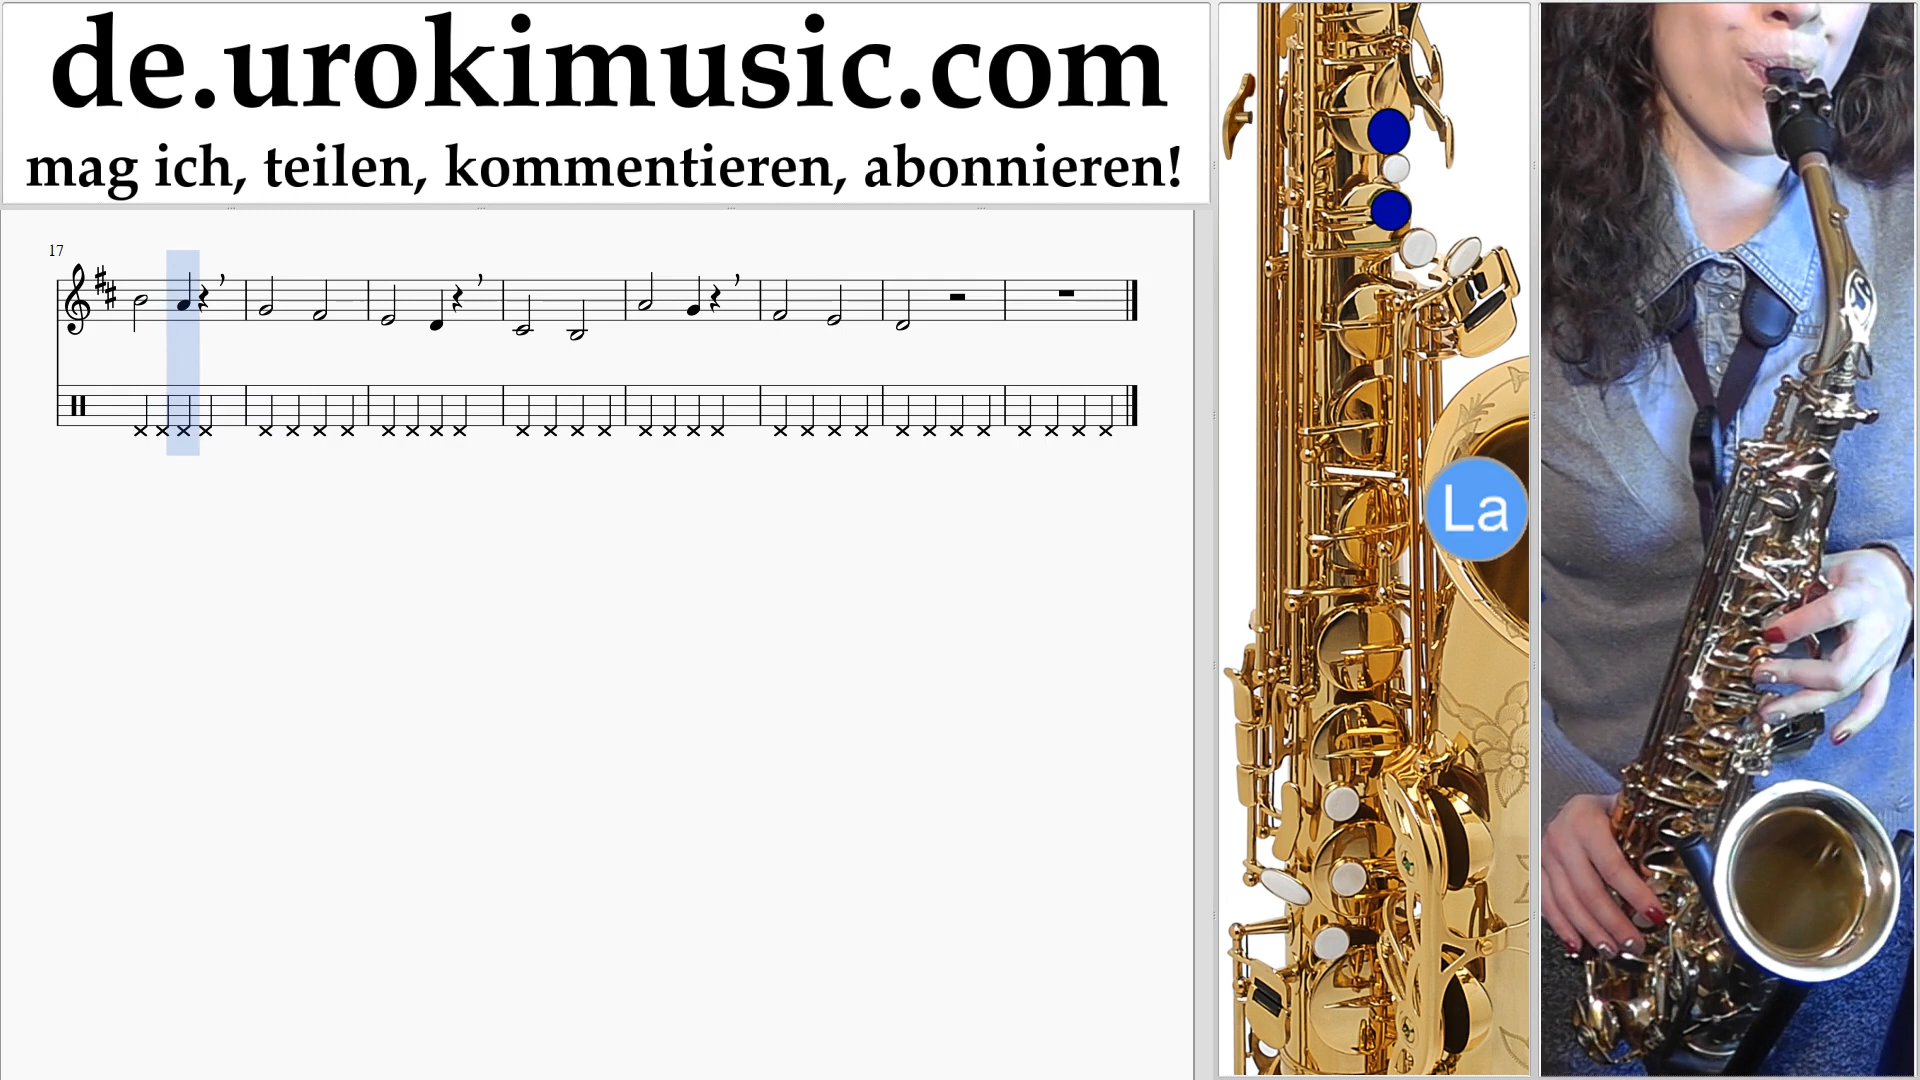 de.urokimusic.com
mag ich, teilen, kommentieren, abonnieren!
17
La